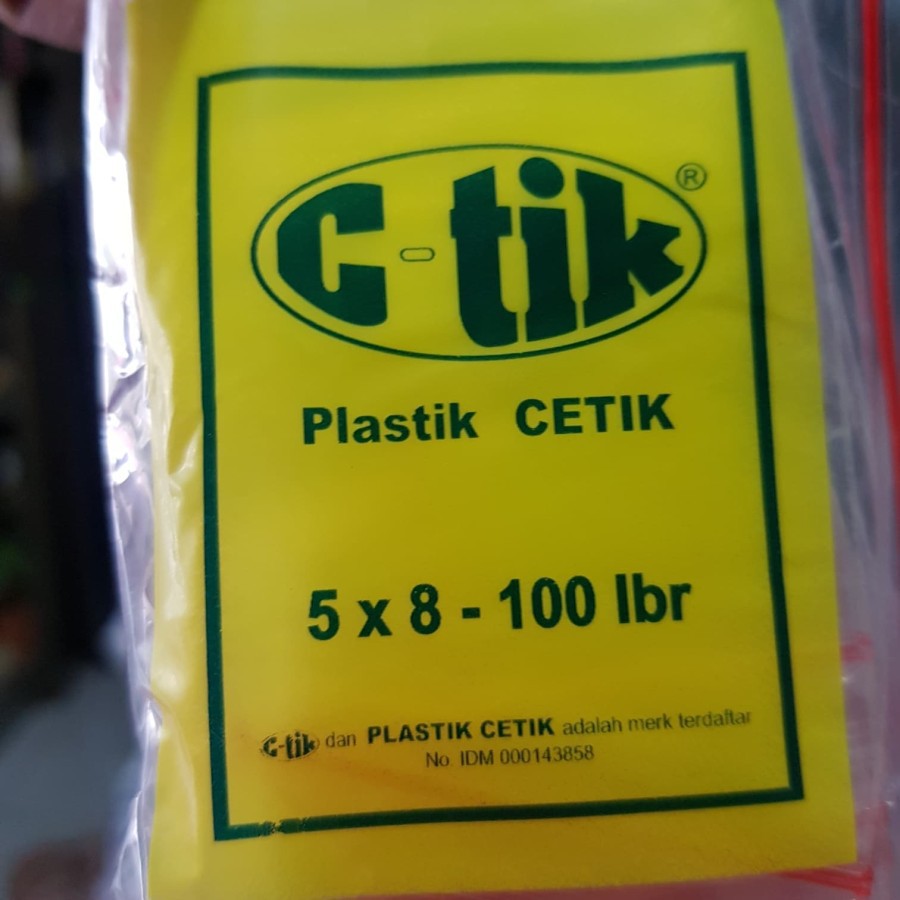 C-tik ®
Plastik CETIK
5 x 8 - 100 lbr
C-tik dan PLASTIK CETIK adalah merk terdaftar
No. IDM 000143858